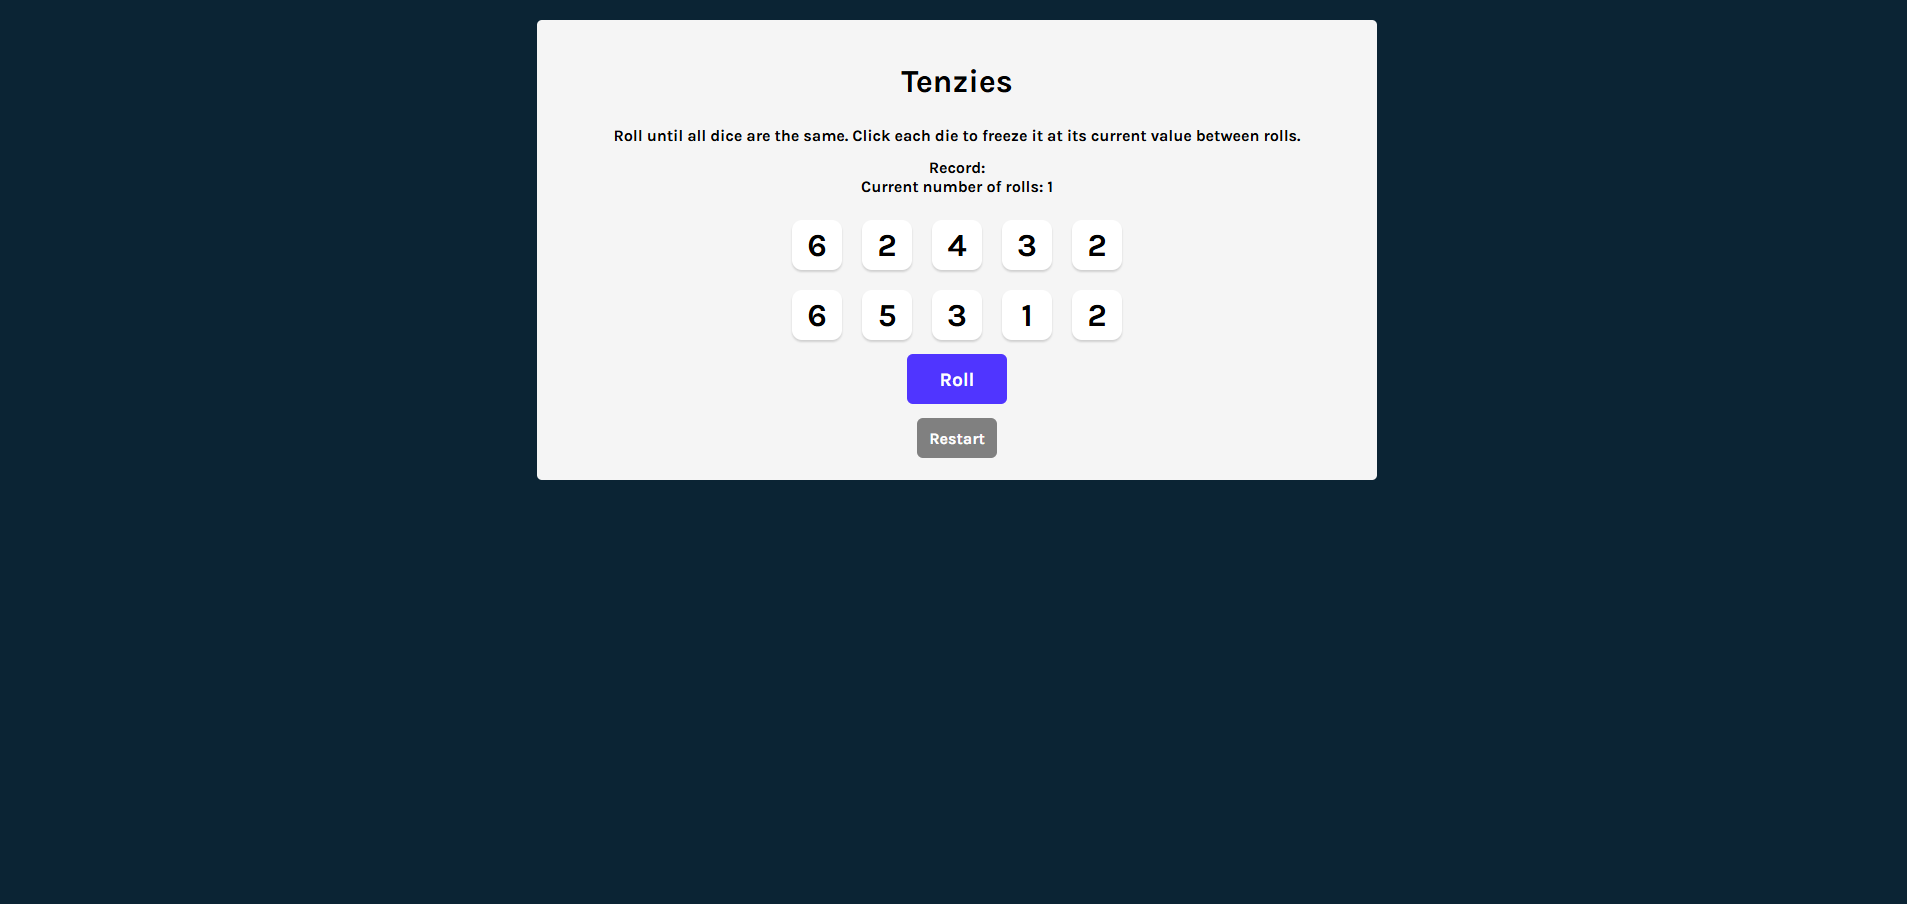 Tenzies
Roll until all dice are the same. Click each die to freeze it at its current value between rolls.
Record:
Current number of rolls: 1
6 2 4 3 2
6 5 3 1 2
Roll
Restart